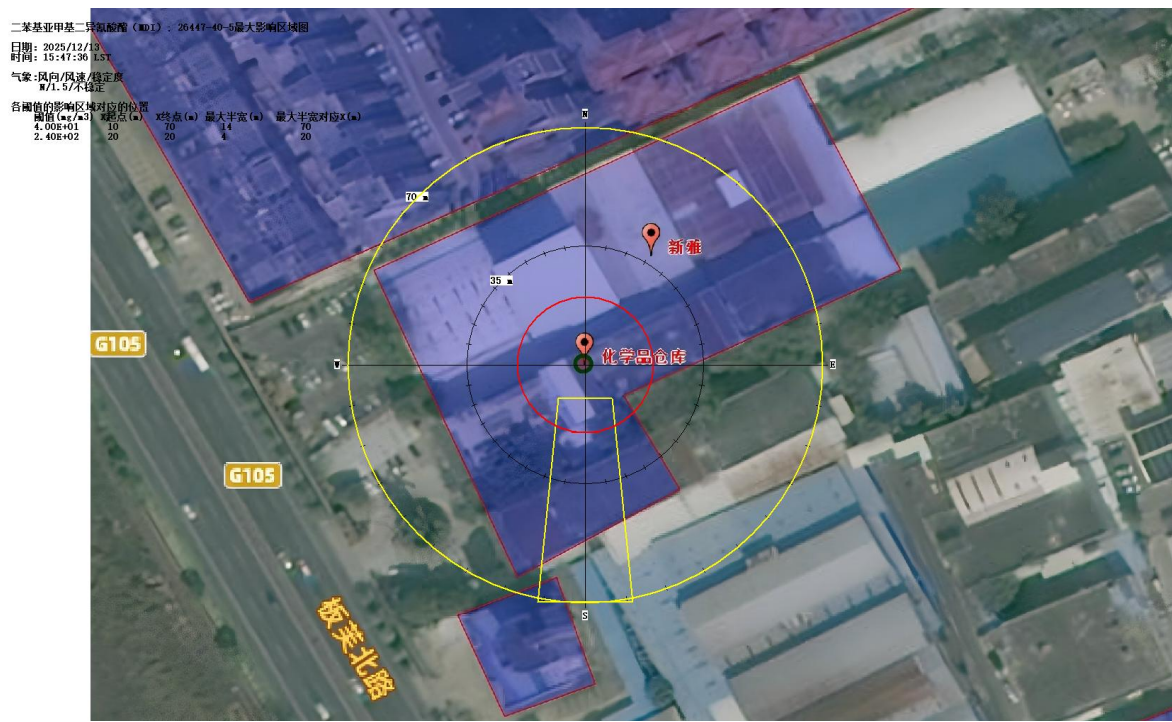 二苯基亚甲基二异氰酸酯（MDI）：26447-40-5最大影响区域图
日期：2025/12/13
时间：15:47:36 LST
气象:风向/风速/稳定度
N/1.5/不稳定
各阈值的影响区域对应的位置
阈值(mg/m3) X起点(m) X终点(m) 最大半宽(m) 最大半宽对应X(m)
4.00E+01 10 70 14 70
2.40E+02 20 20 4 20
N
70 m
新雅
35 m
G105
化学品仓库
W
E
G105
板芙北路
S